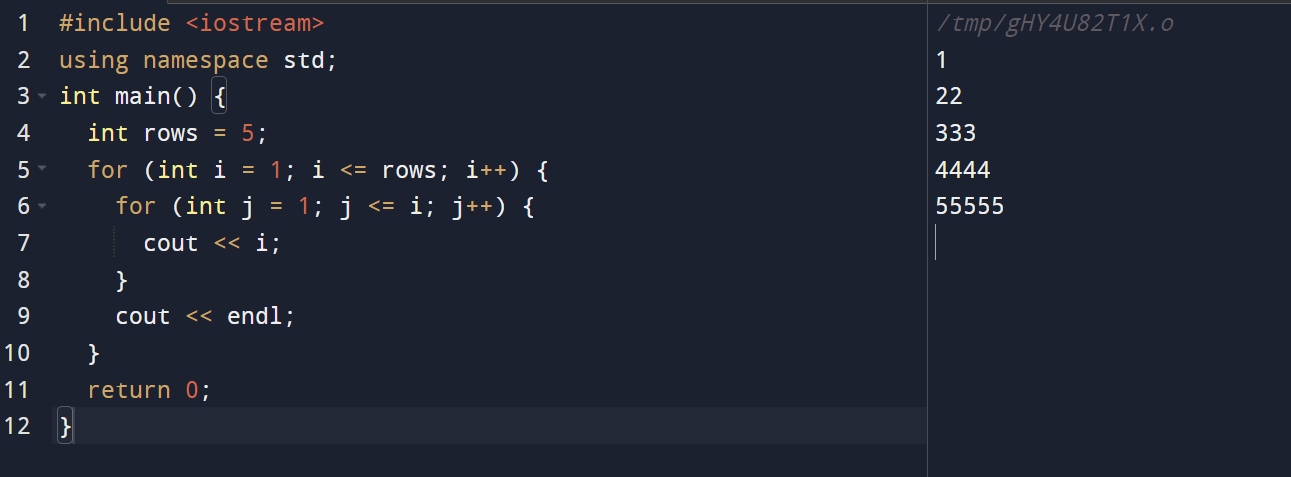 1 #include <iostream>
2 using namespace std;
3 int main() {
4   int rows = 5;
5   for (int i = 1; i <= rows; i++) {
6     for (int j = 1; j <= i; j++) {
7       cout << i;
8     }
9     cout << endl;
10   }
11   return 0;
12 }
/tmp/gHY4U82T1X.o
1
22
333
4444
55555